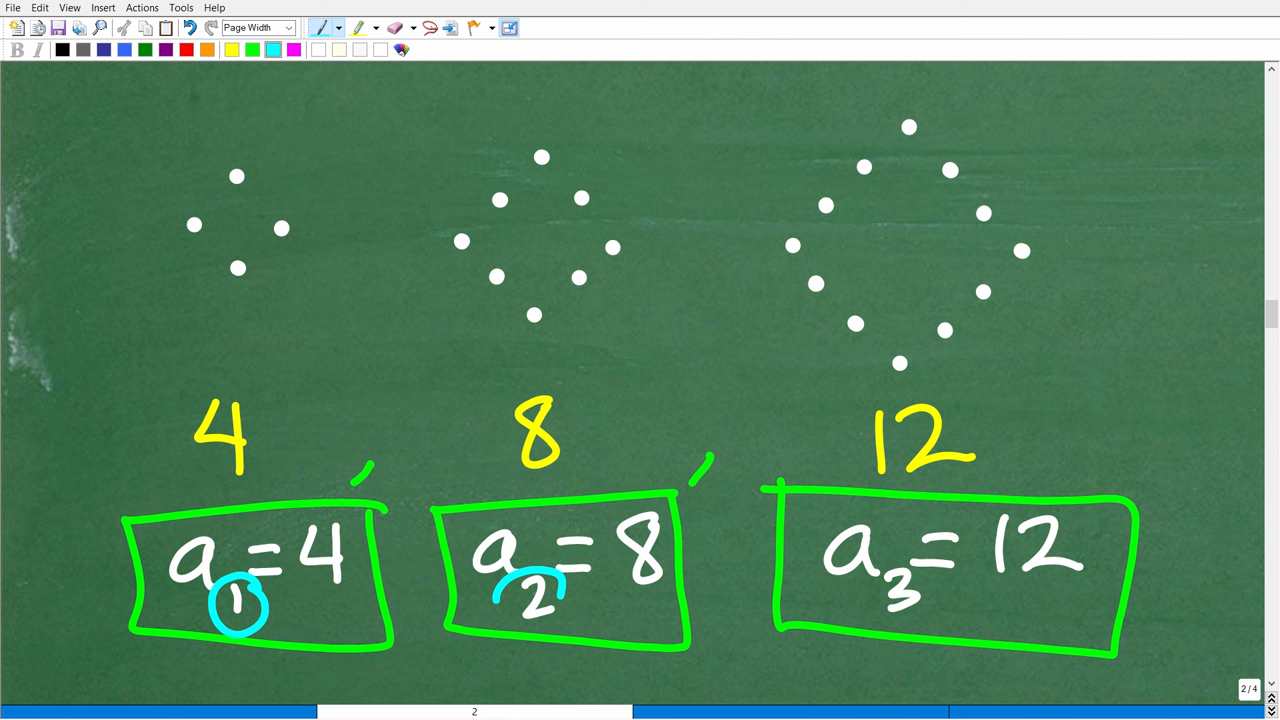 File Edit View Insert Actions Tools Help
Page Width
B I
4 , 8 , 12
a₁ = 4 a₂ = 8 a₃ = 12
2 / 4
2